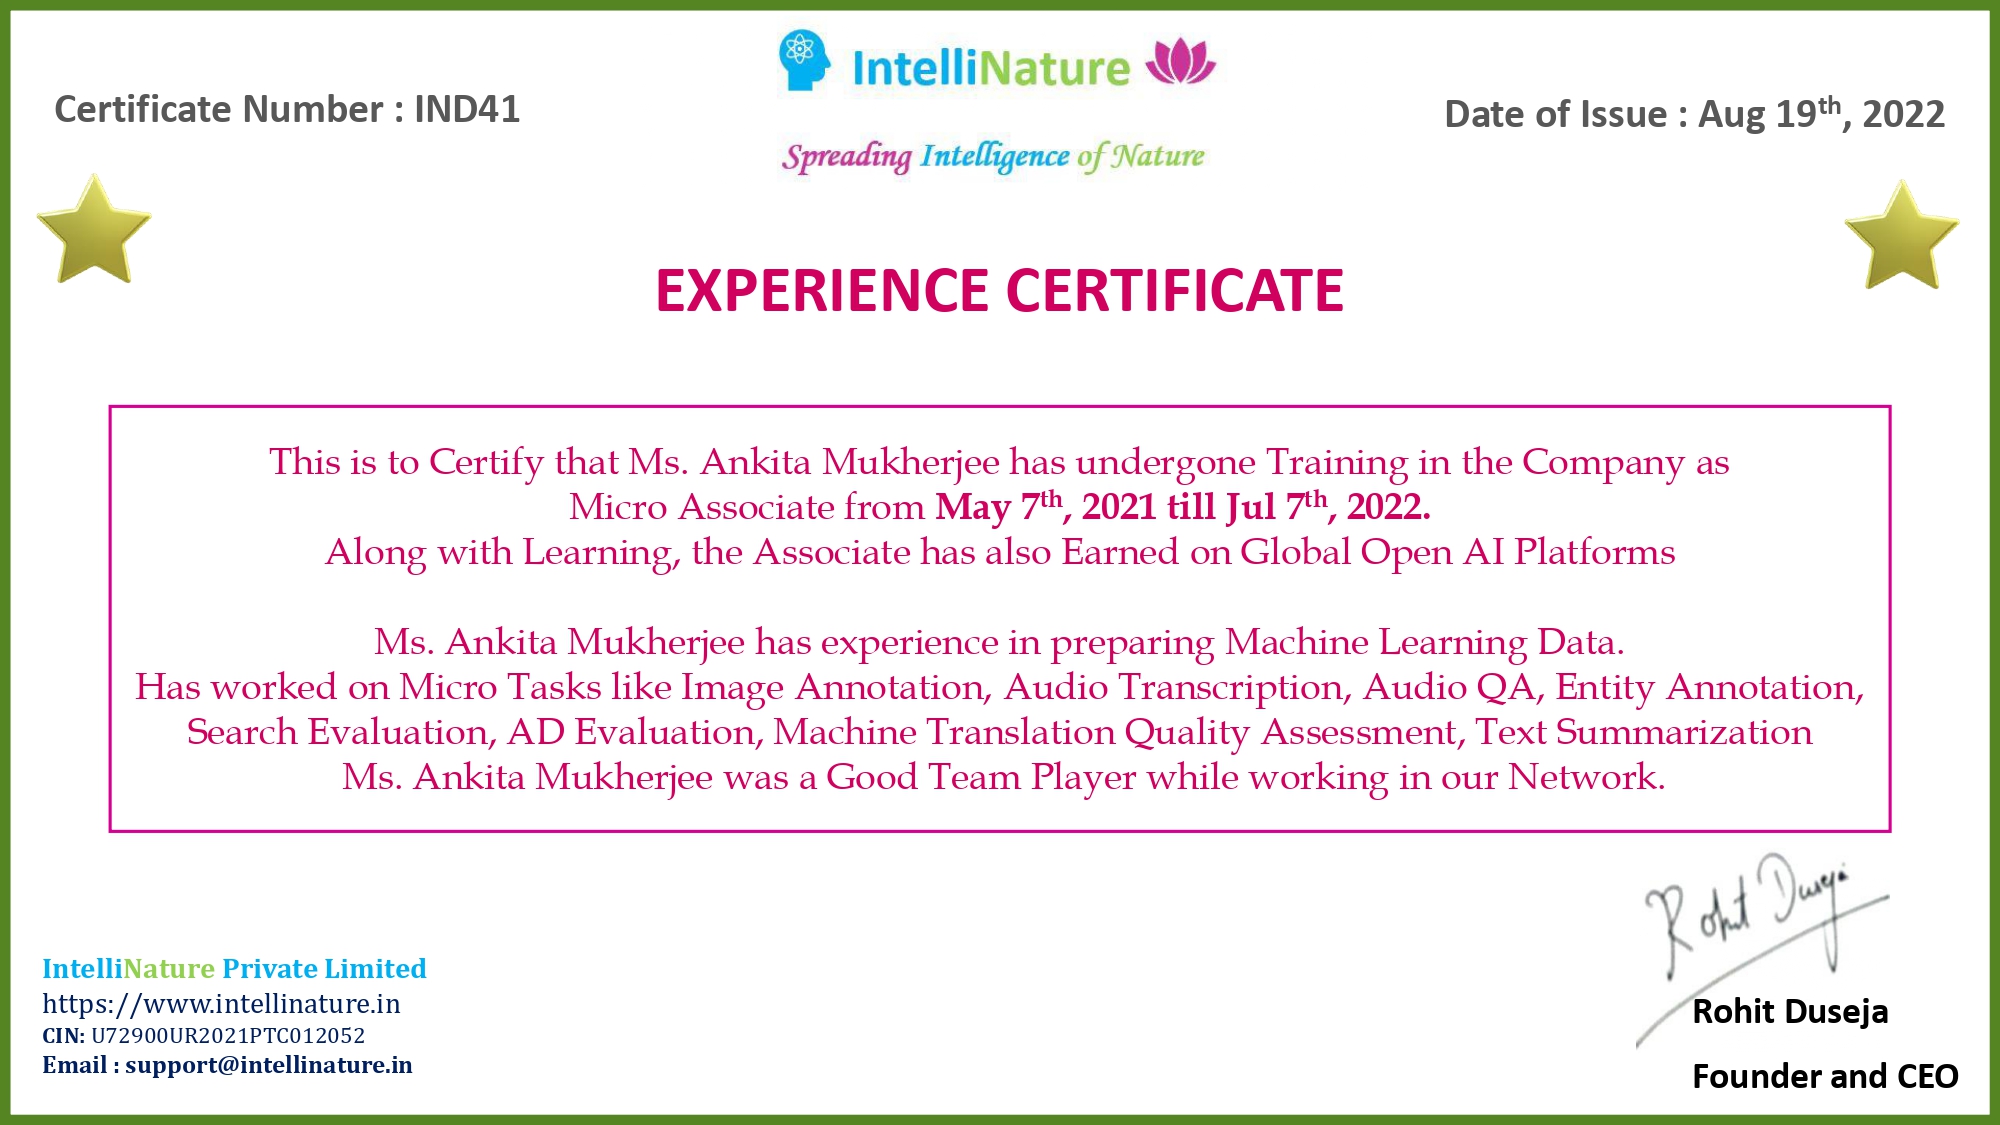 IntelliNature
Certificate Number : IND41
Date of Issue : Aug 19th, 2022
Spreading Intelligence of Nature
EXPERIENCE CERTIFICATE
This is to Certify that Ms. Ankita Mukherjee has undergone Training in the Company as
Micro Associate from May 7th, 2021 till Jul 7th, 2022.
Along with Learning, the Associate has also Earned on Global Open AI Platforms
Ms. Ankita Mukherjee has experience in preparing Machine Learning Data.
Has worked on Micro Tasks like Image Annotation, Audio Transcription, Audio QA, Entity Annotation,
Search Evaluation, AD Evaluation, Machine Translation Quality Assessment, Text Summarization
Ms. Ankita Mukherjee was a Good Team Player while working in our Network.
Rohit Duseja
IntelliNature Private Limited
https://www.intellinature.in
CIN: U72900UR2021PTC012052
Email : support@intellinature.in
Rohit Duseja
Founder and CEO